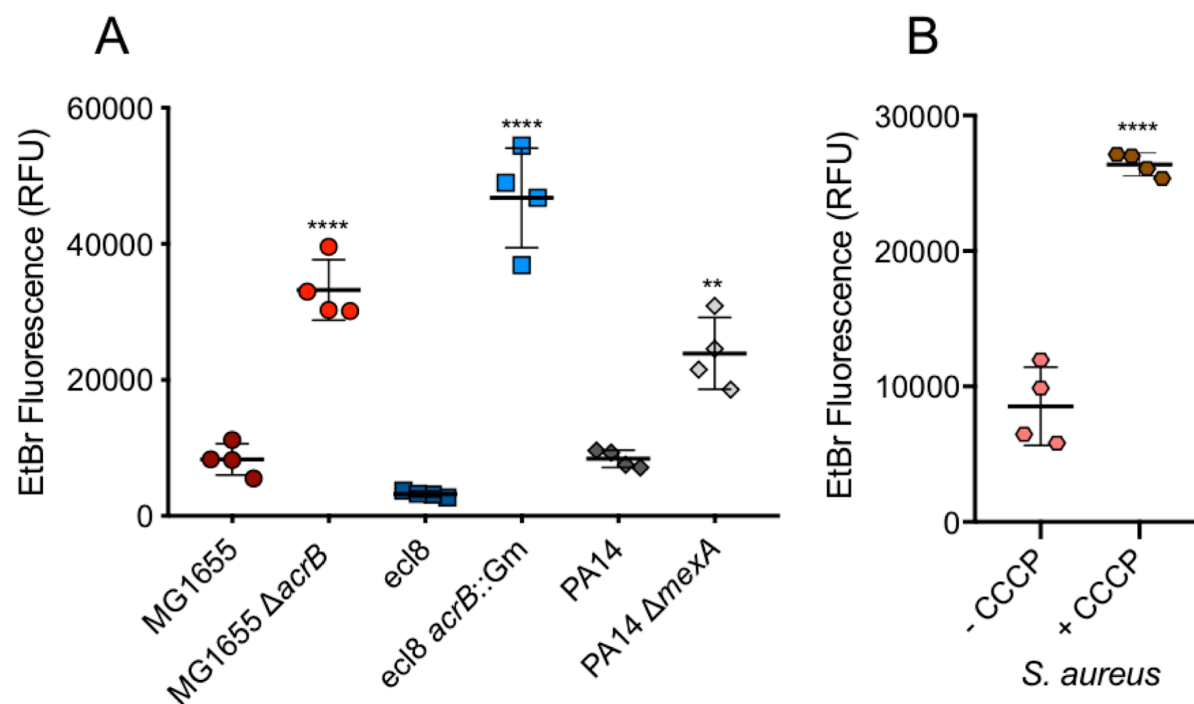 A
EtBr Fluorescence (RFU)
60000
40000
20000
0
****
****
**
MG1655
MG1655 ΔacrB
ecl8
ecl8 acrB::Gm
PA14
PA14 ΔmexA
B
EtBr Fluorescence (RFU)
30000
20000
10000
0
****
- CCCP
+ CCCP
S. aureus